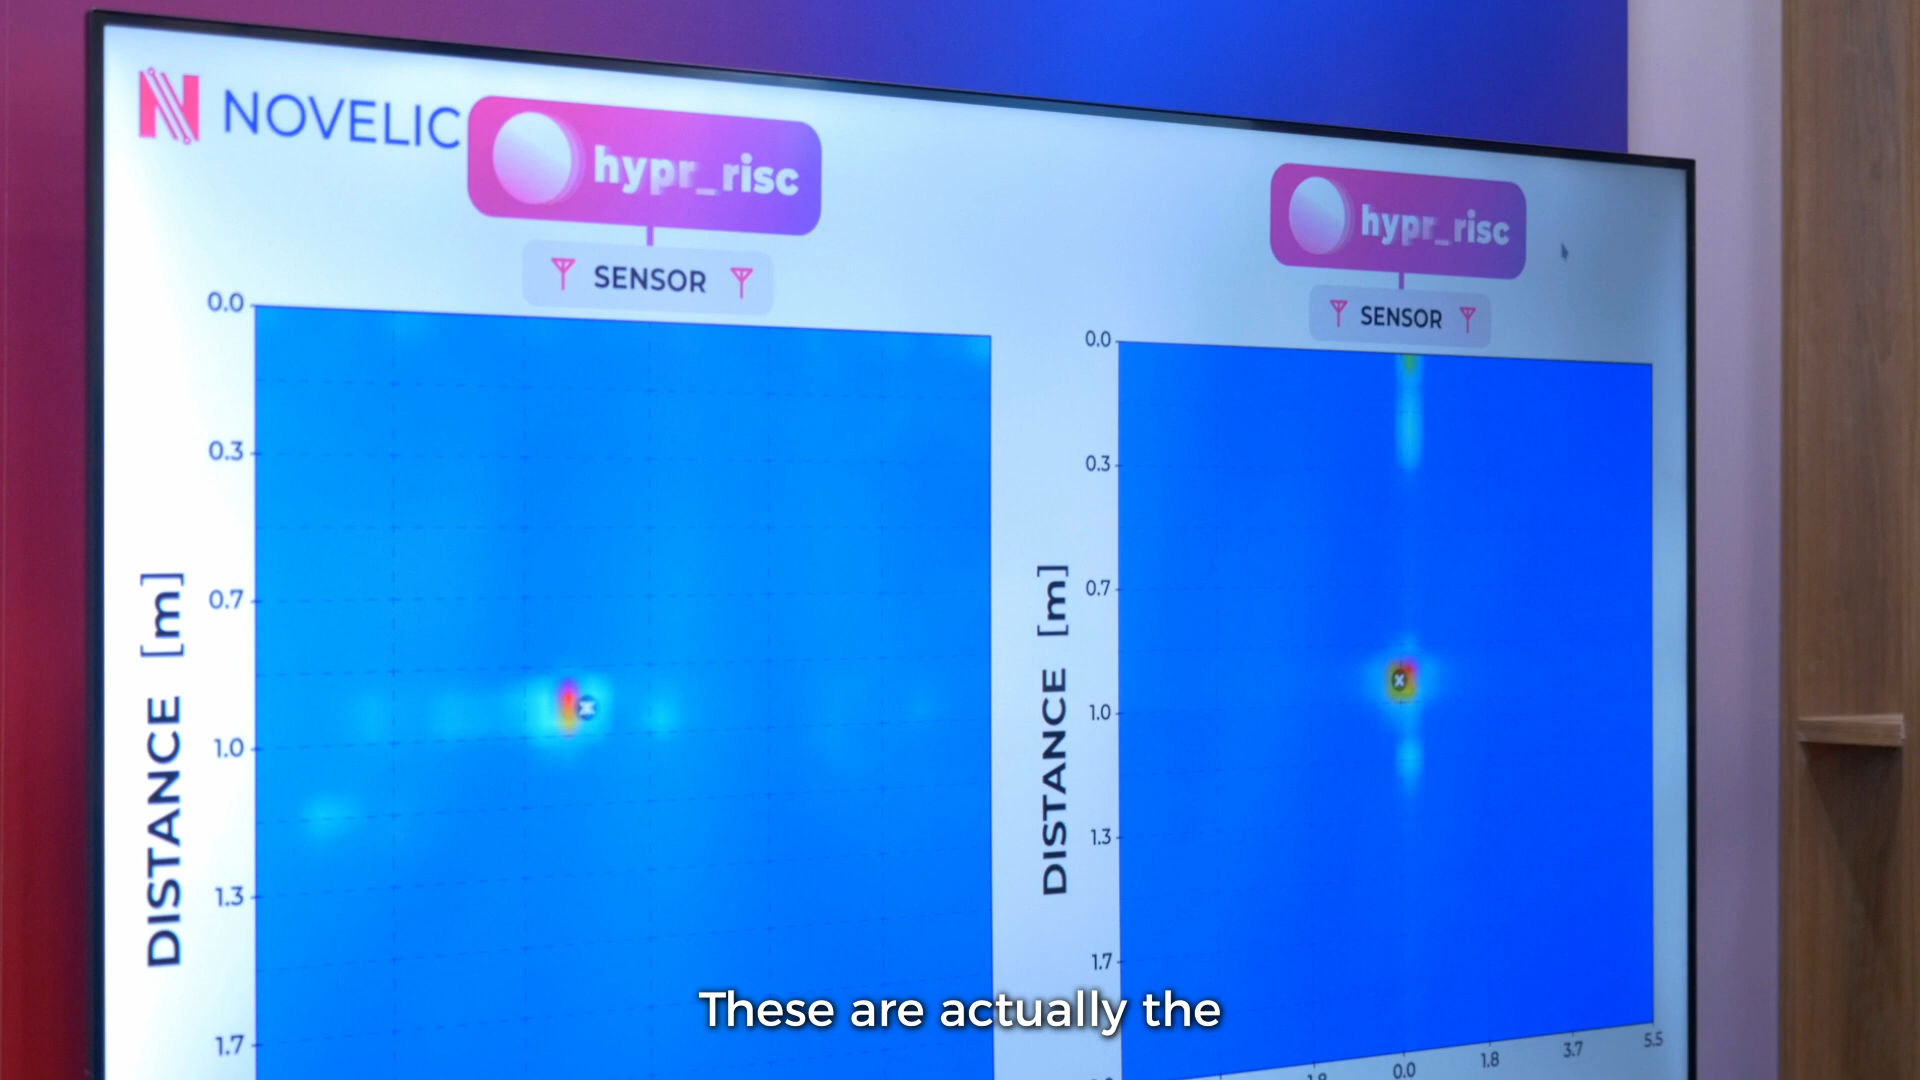 NOVELIC
hypr_risc
SENSOR
0.0
0.3
0.7
1.0
1.3
1.7
DISTANCE [m]
hypr_risc
SENSOR
0.0
0.3
0.7
1.0
1.3
1.7
DISTANCE [m]
0.0
1.8
3.7
5.5
These are actually the